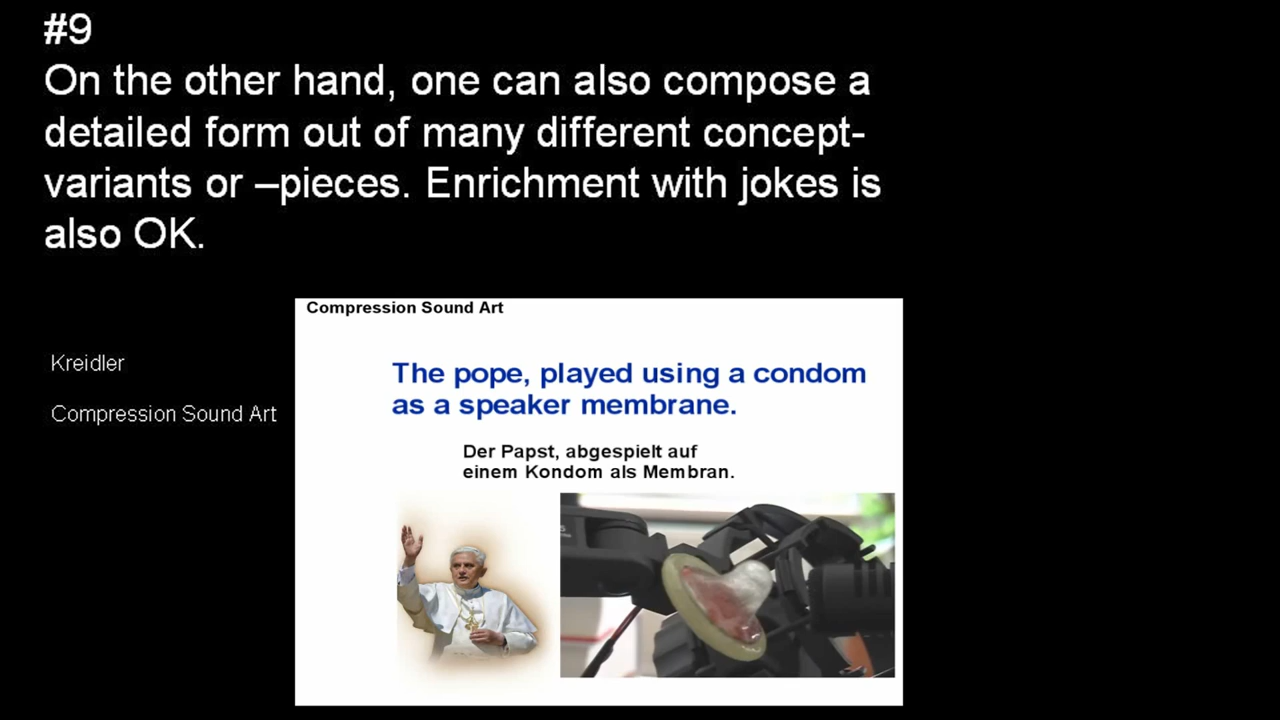 #9
On the other hand, one can also compose a
detailed form out of many different concept-
variants or –pieces. Enrichment with jokes is
also OK.
Kreidler
Compression Sound Art
Compression Sound Art
The pope, played using a condom
as a speaker membrane.
Der Papst, abgespielt auf
einem Kondom als Membran.